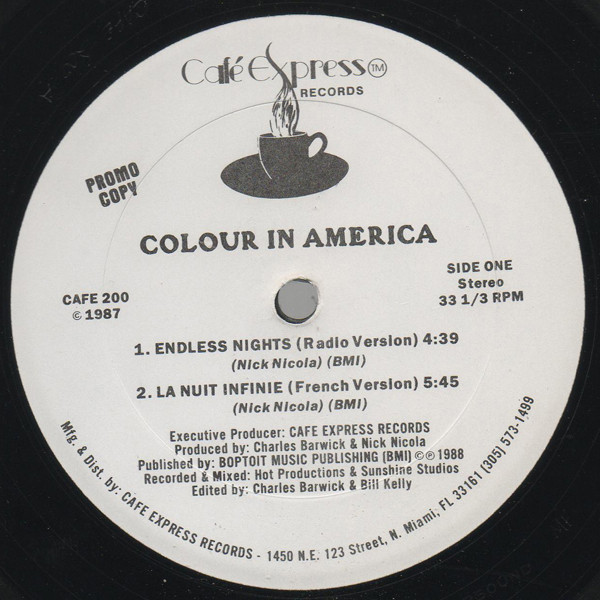 Café Express TM
RECORDS
PROMO
COPY
COLOUR IN AMERICA
CAFE 200
© 1987
SIDE ONE
Stereo
33 1/3 RPM
1. ENDLESS NIGHTS (Radio Version) 4:39
(Nick Nicola) (BMI)
2. LA NUIT INFINIE (French Version) 5:45
(Nick Nicola) (BMI)
Executive Producer: CAFE EXPRESS RECORDS
Produced by: Charles Barwick & Nick Nicola
Published by: BOPTOIT MUSIC PUBLISHING (BMI) © ℗ 1988
Recorded & Mixed: Hot Productions & Sunshine Studios
Edited by: Charles Barwick & Bill Kelly
Mfg. & Dist. by: CAFE EXPRESS RECORDS - 1450 N.E. 123 Street, N. Miami, FL 33161 (305) 573-1499